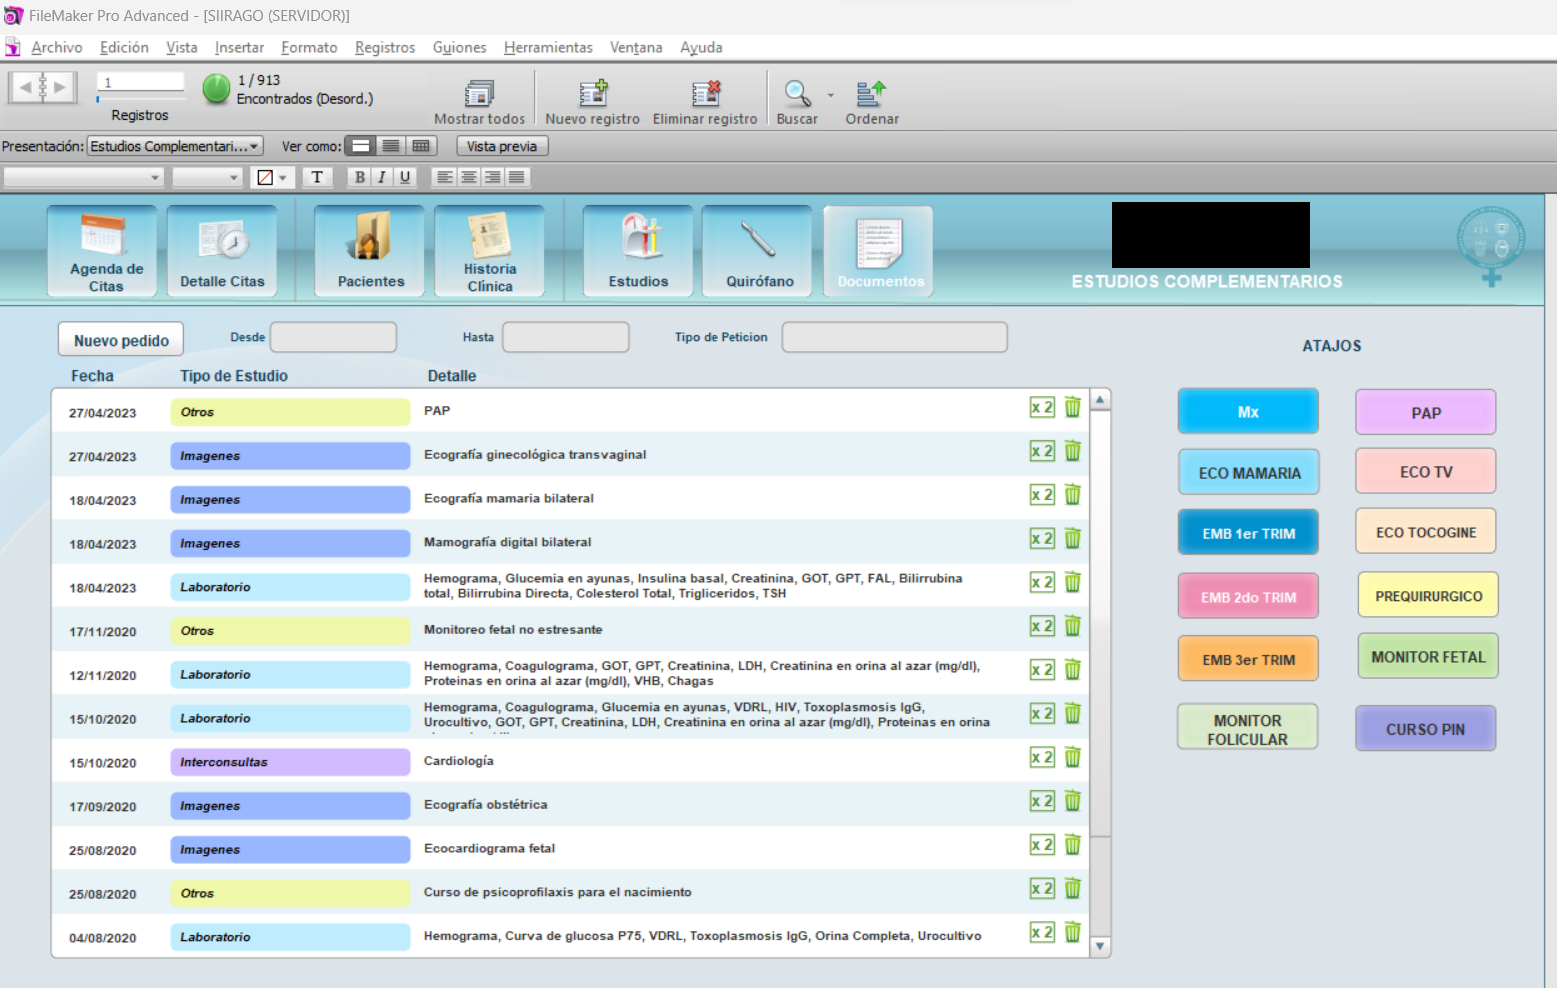 FileMaker Pro Advanced - [SIIRAGO (SERVIDOR)]
Archivo Edición Vista Insertar Formato Registros Guiones Herramientas Ventana Ayuda
1
1 / 913
Encontrados (Desord.)
Registros
Mostrar todos
Nuevo registro
Eliminar registro
Buscar
Ordenar
Presentación: Estudios Complementari... Ver como: Vista previa
T B I U
Agenda de
Citas
Detalle Citas
Pacientes
Historia
Clínica
Estudios
Quirófano
Documentos
ESTUDIOS COMPLEMENTARIOS
Nuevo pedido
Desde
Hasta
Tipo de Peticion
Fecha Tipo de Estudio Detalle
27/04/2023 Otros PAP x 2
27/04/2023 Imagenes Ecografía ginecológica transvaginal x 2
18/04/2023 Imagenes Ecografía mamaria bilateral x 2
18/04/2023 Imagenes Mamografía digital bilateral x 2
18/04/2023 Laboratorio Hemograma, Glucemia en ayunas, Insulina basal, Creatinina, GOT, GPT, FAL, Bilirrubina x 2
total, Bilirrubina Directa, Colesterol Total, Trigliceridos, TSH
17/11/2020 Otros Monitoreo fetal no estresante x 2
12/11/2020 Laboratorio Hemograma, Coagulograma, GOT, GPT, Creatinina, LDH, Creatinina en orina al azar (mg/dl), x 2
Proteinas en orina al azar (mg/dl), VHB, Chagas
15/10/2020 Laboratorio Hemograma, Coagulograma, Glucemia en ayunas, VDRL, HIV, Toxoplasmosis IgG, x 2
Urocultivo, GOT, GPT, Creatinina, LDH, Creatinina en orina al azar (mg/dl), Proteinas en orina
15/10/2020 Interconsultas Cardiología x 2
17/09/2020 Imagenes Ecografía obstétrica x 2
25/08/2020 Imagenes Ecocardiograma fetal x 2
25/08/2020 Otros Curso de psicoprofilaxis para el nacimiento x 2
04/08/2020 Laboratorio Hemograma, Curva de glucosa P75, VDRL, Toxoplasmosis IgG, Orina Completa, Urocultivo x 2
ATAJOS
Mx
PAP
ECO MAMARIA
ECO TV
EMB 1er TRIM
ECO TOCOGINE
EMB 2do TRIM
PREQUIRURGICO
EMB 3er TRIM
MONITOR FETAL
MONITOR
FOLICULAR
CURSO PIN